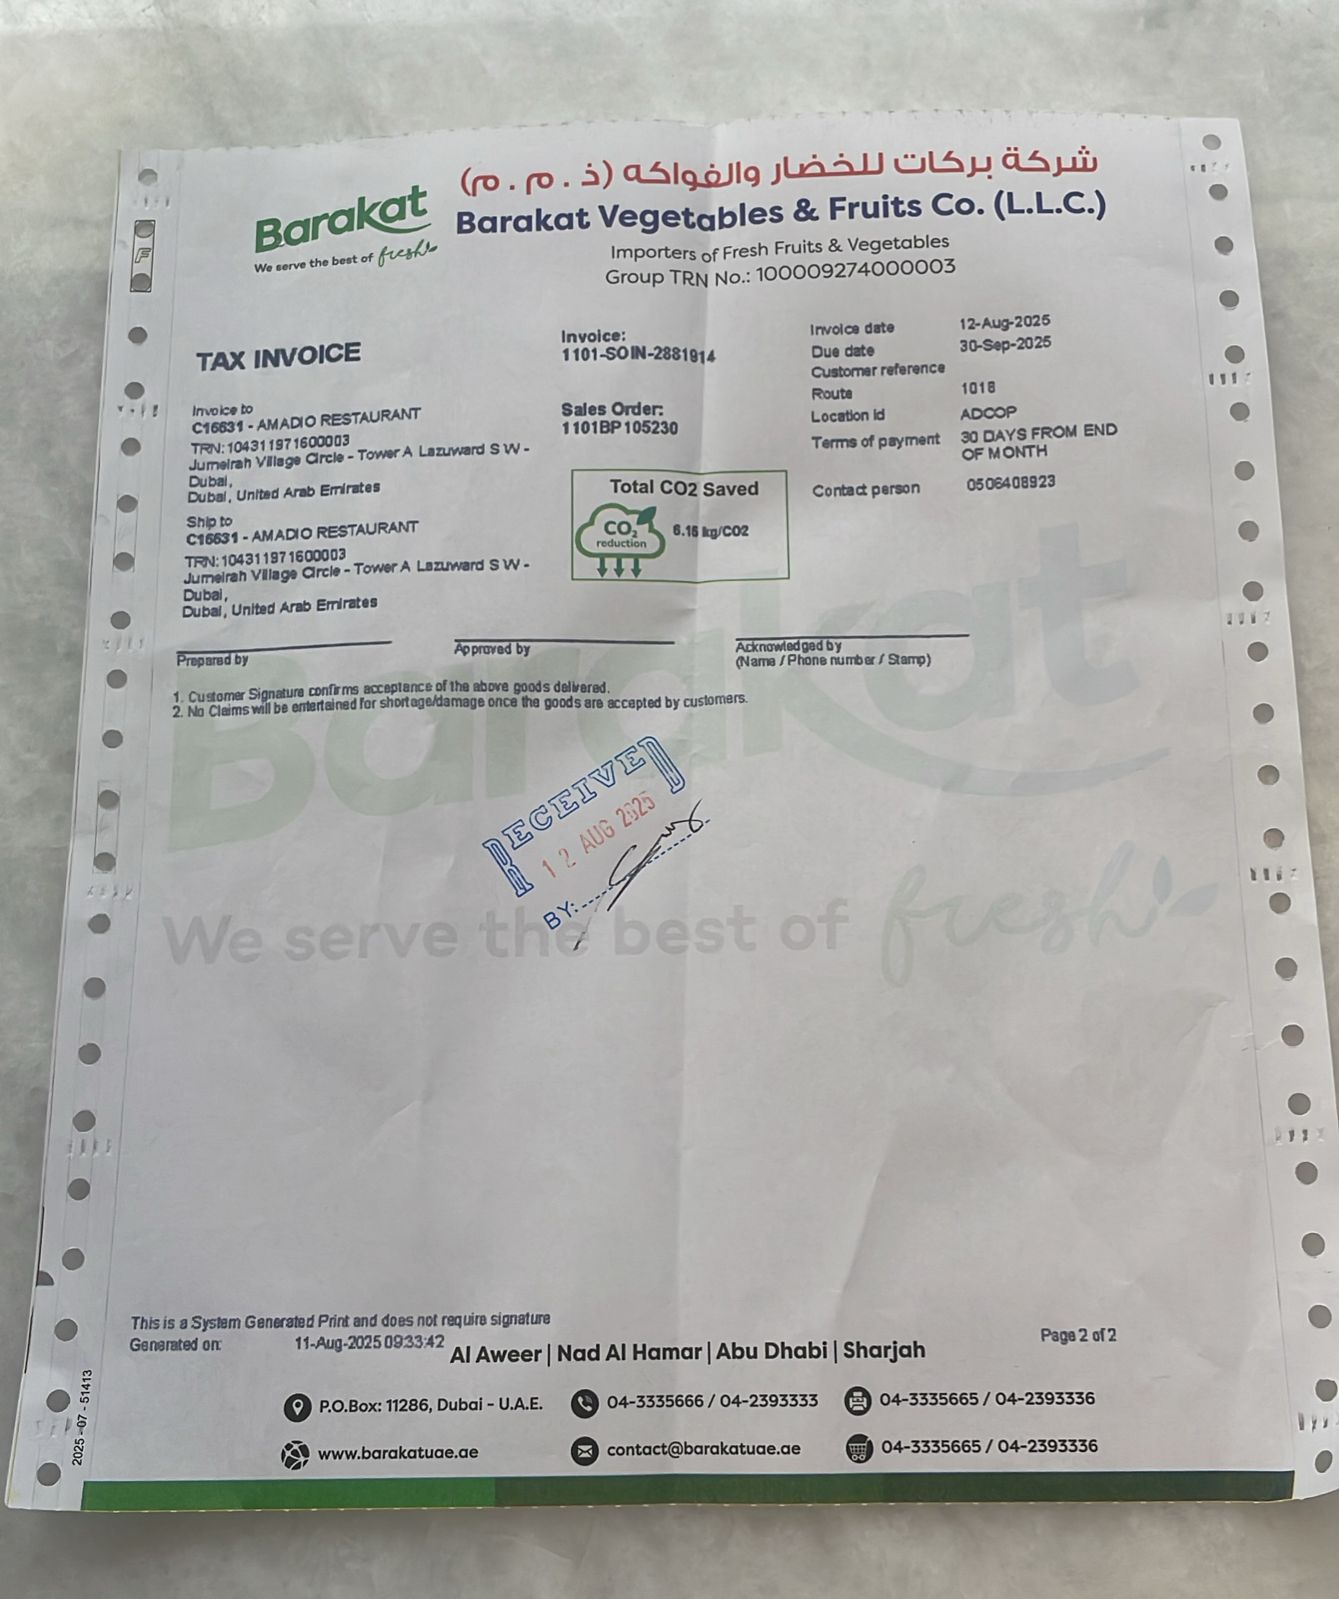 شركة بركات للخضار والفواكه (ذ . م . م)
Barakat
We serve the best of fresh
Barakat Vegetables & Fruits Co. (L.L.C.)
Importers of Fresh Fruits & Vegetables
Group TRN No.: 100009274000003
TAX INVOICE
Invoice:
1101-SOIN-2881914
Invoice date 12-Aug-2025
Due date 30-Sep-2025
Customer reference
Route 1018
Location id ADCOP
Terms of payment 30 DAYS FROM END
OF MONTH
Contact person 0506408923
Invoice to
C16631 - AMADIO RESTAURANT
TRN:104311971600003
Jumeirah Village Circle - Tower A Lazuward S W -
Dubai,
Dubai, United Arab Emirates
Sales Order:
1101BP105230
Total CO2 Saved
CO2
reduction
6.15 kg/CO2
Ship to
C16631 - AMADIO RESTAURANT
TRN:104311971600003
Jumeirah Village Circle - Tower A Lazuward S W -
Dubai,
Dubai, United Arab Emirates
Prepared by
Approved by
Acknowledged by
(Name / Phone number / Stamp)
1. Customer Signature confirms acceptance of the above goods delivered.
2. No Claims will be entertained for shortage/damage once the goods are accepted by customers.
Barakat
RECEIVED
12 AUG 2025
BY:
We serve the best of fresh
This is a System Generated Print and does not require signature
Generated on: 11-Aug-2025 09:33:42
Page 2 of 2
Al Aweer | Nad Al Hamar | Abu Dhabi | Sharjah
P.O.Box: 11286, Dubai - U.A.E.
04-3335666 / 04-2393333
04-3335665 / 04-2393336
www.barakatuae.ae
contact@barakatuae.ae
04-3335665 / 04-2393336
2025 -07 - 51413
F